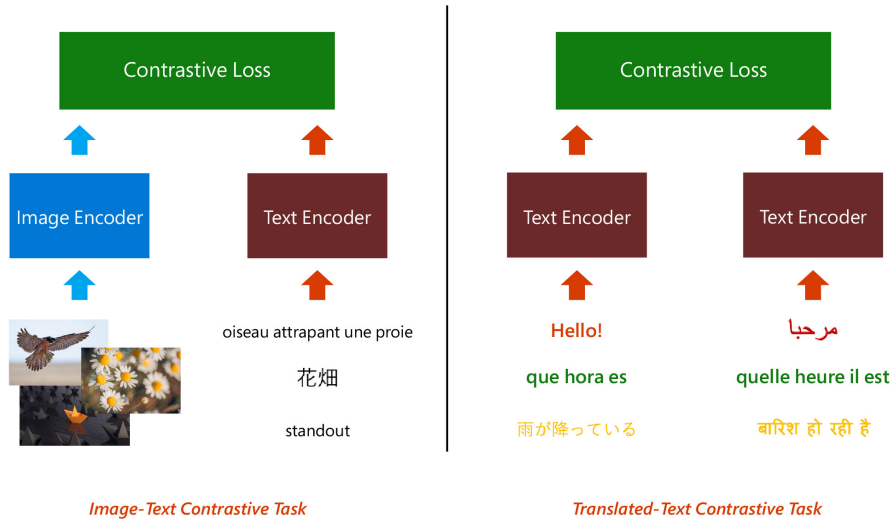 Contrastive Loss
Image Encoder
Text Encoder
oiseau attrapant une proie
花畑
standout
Image-Text Contrastive Task
Contrastive Loss
Text Encoder
Text Encoder
Hello!
مرحبا
que hora es
quelle heure il est
雨が降っている
बारिश हो रही है
Translated-Text Contrastive Task